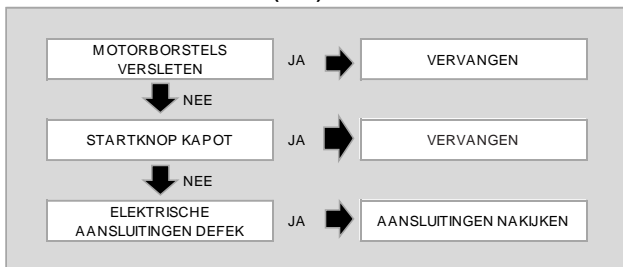 MOTORBORSTELS
VERSLETEN
JA
VERVANGEN
NEE
STARTKNOP KAPOT
JA
VERVANGEN
NEE
ELEKTRISCHE
AANSLUITINGEN DEFEK
JA
AANSLUITINGEN NAKIJKEN